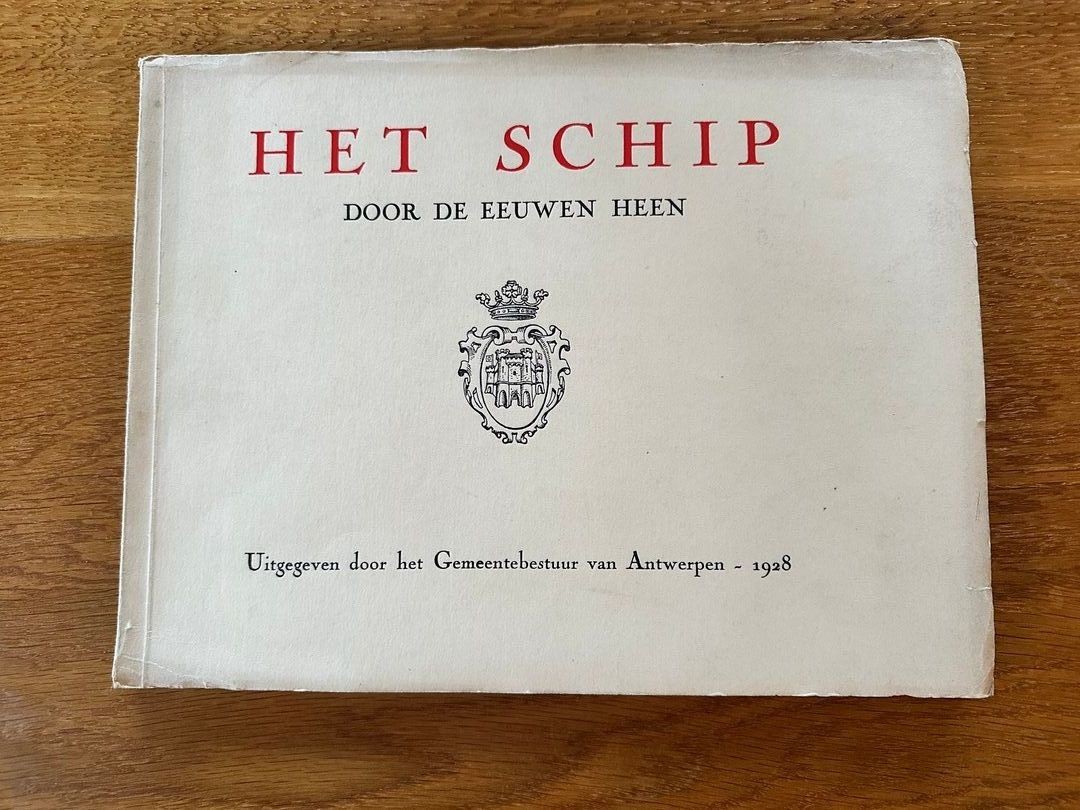 HET SCHIP
DOOR DE EEUWEN HEEN
Uitgegeven door het Gemeentebestuur van Antwerpen - 1928